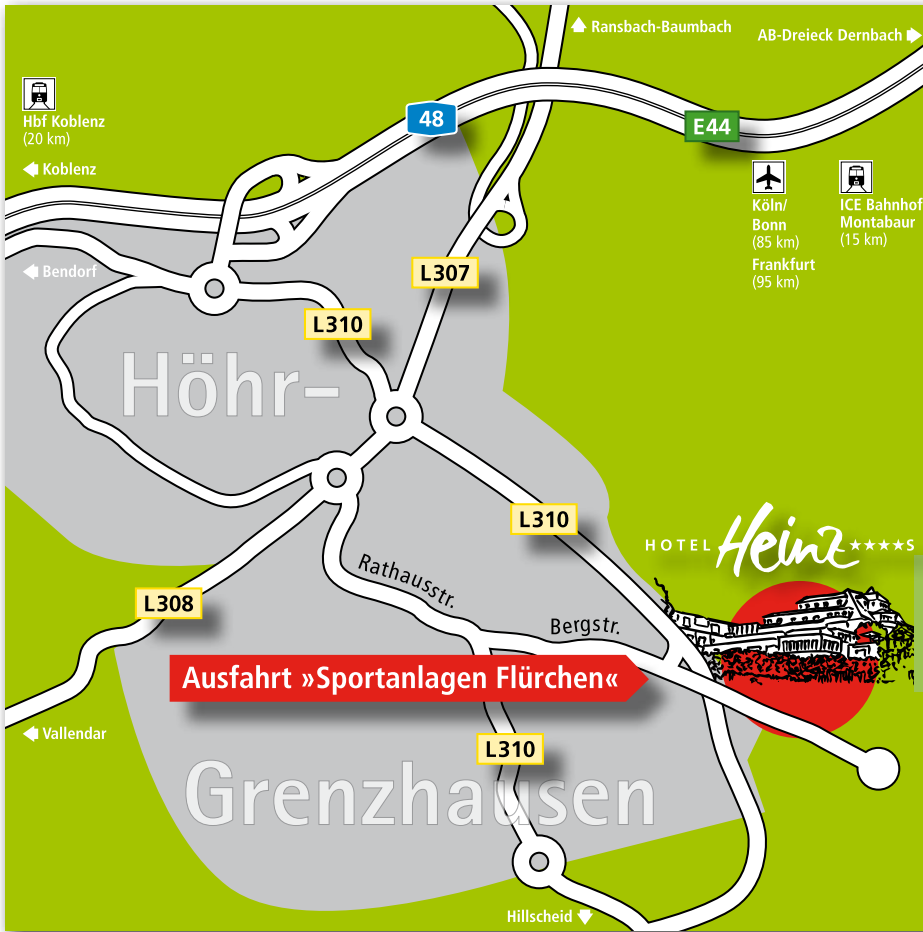 Ransbach-Baumbach
AB-Dreieck Dernbach
Hbf Koblenz
(20 km)
48
E44
Koblenz
Köln/
Bonn
(85 km)
Frankfurt
(95 km)
ICE Bahnhof
Montabaur
(15 km)
Bendorf
L307
L310
Höhr-
L310
HOTEL Heinz ★★★★S
Rathausstr.
L308
Bergstr.
Ausfahrt »Sportanlagen Flürchen«
Vallendar
L310
Grenzhausen
Hillscheid